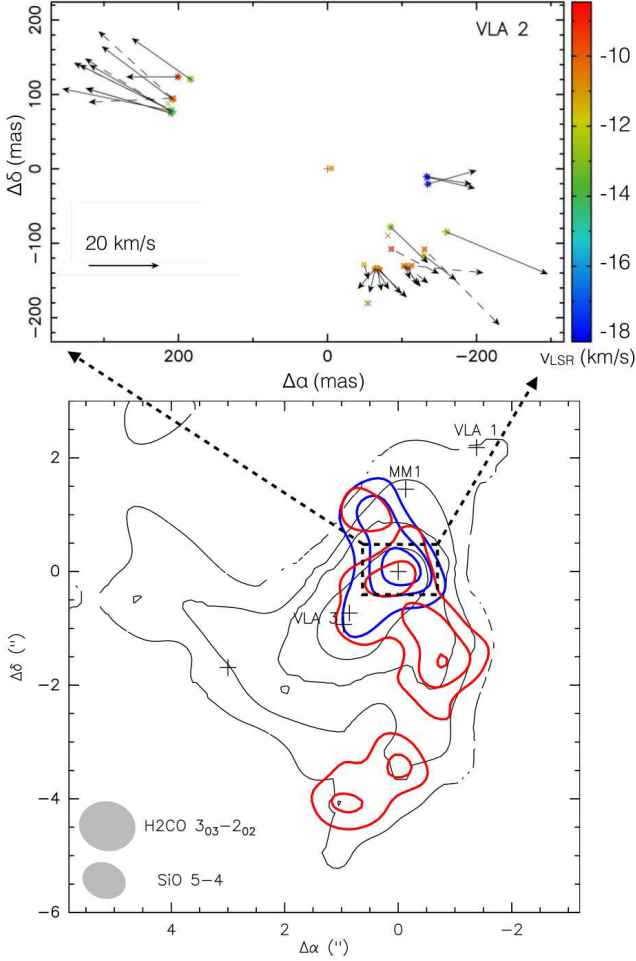 VLA 2
200
100
0
-100
-200
Δδ (mas)
20 km/s
200
0
-200
Δα (mas)
-10
-12
-14
-16
-18
vLSR (km/s)
2
0
-2
-4
-6
Δδ (")
VLA 1
MM1
VLA 3
H2CO 3₀₃−2₀₂
SiO 5−4
4
2
0
-2
Δα (")